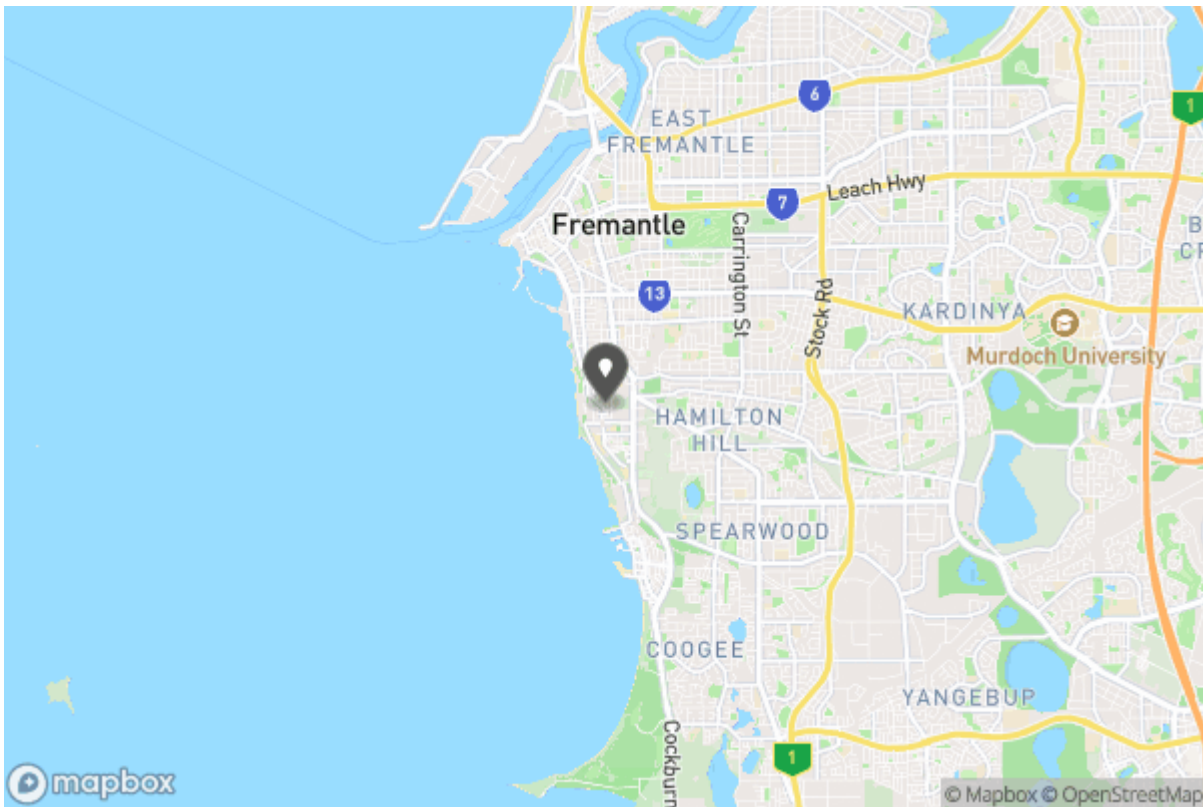 6
1
EAST
FREMANTLE
Leach Hwy
7
Fremantle
Carrington St
13
Stock Rd
KARDINYA
Murdoch University
HAMILTON
HILL
SPEARWOOD
COOGEE
YANGEBUP
Cockburn
1
mapbox
© Mapbox © OpenStreetMap